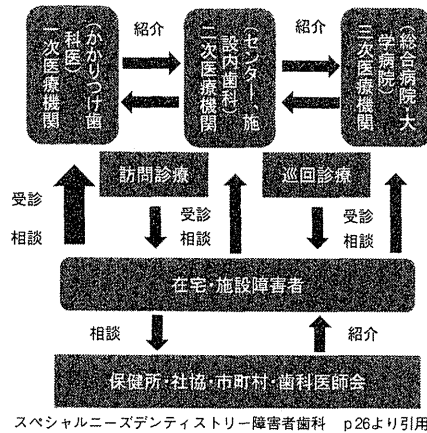 紹介
紹介
一次医療機関
(かかりつけ歯
科医)
二次医療機関
(センター、施
設内歯科)
三次医療機関
(総合病院・大
学病院)
訪問診療
巡回診療
受診
相談
受診
相談
受診
相談
在宅・施設障害者
相談
紹介
保健所・社協・市町村・歯科医師会
スペシャルニーズデンティストリー障害者歯科 p26より引用